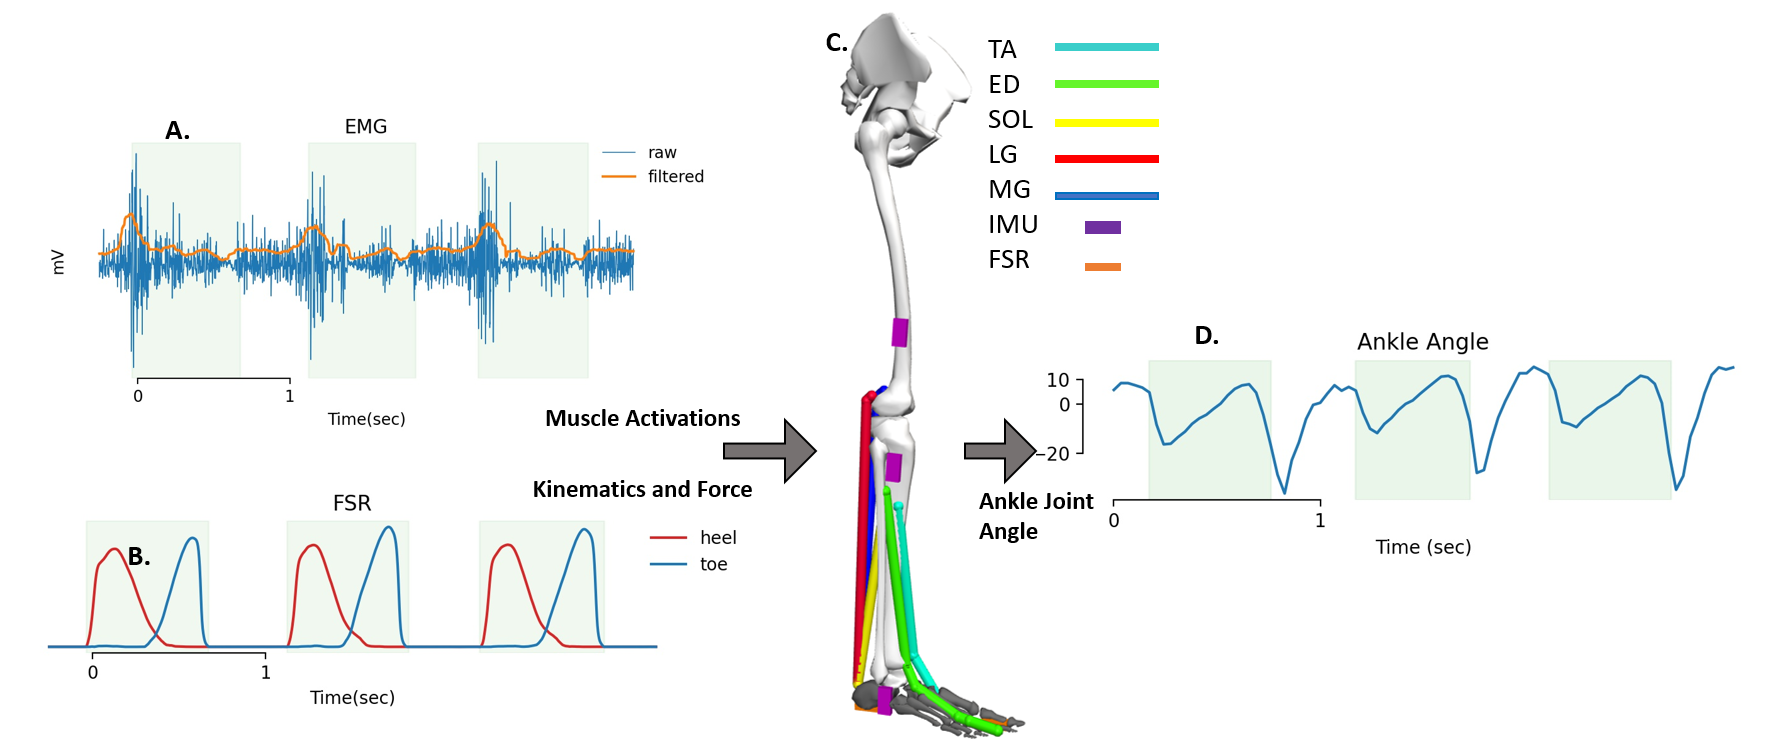 A.
EMG
raw
filtered
mV
0 1
Time(sec)
B.
FSR
heel
toe
0 1
Time(sec)
Muscle Activations
Kinematics and Force
C.
TA
ED
SOL
LG
MG
IMU
FSR
Ankle Joint
Angle
D.
Ankle Angle
10
0
−20
0 1
Time (sec)